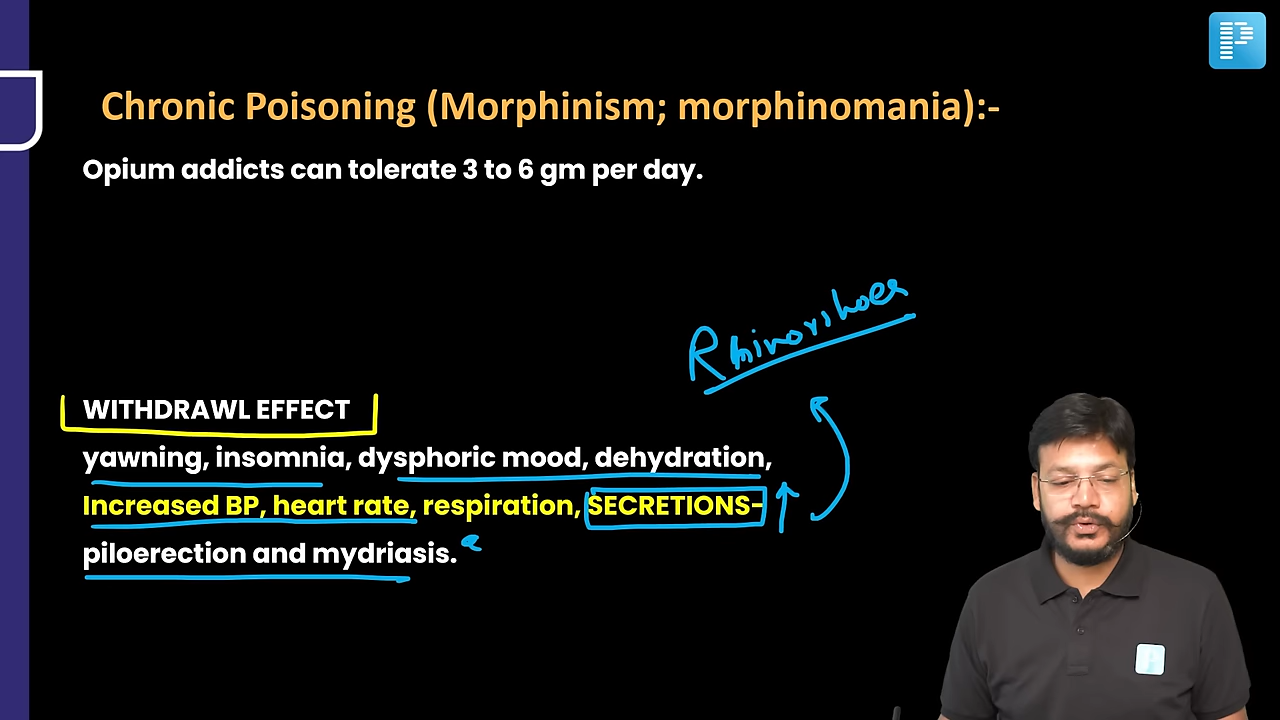 Chronic Poisoning (Morphinism; morphinomania):-
Opium addicts can tolerate 3 to 6 gm per day.
Rhinorrhoea
WITHDRAWL EFFECT
yawning, insomnia, dysphoric mood, dehydration,
Increased BP, heart rate, respiration, SECRETIONS-
piloerection and mydriasis.